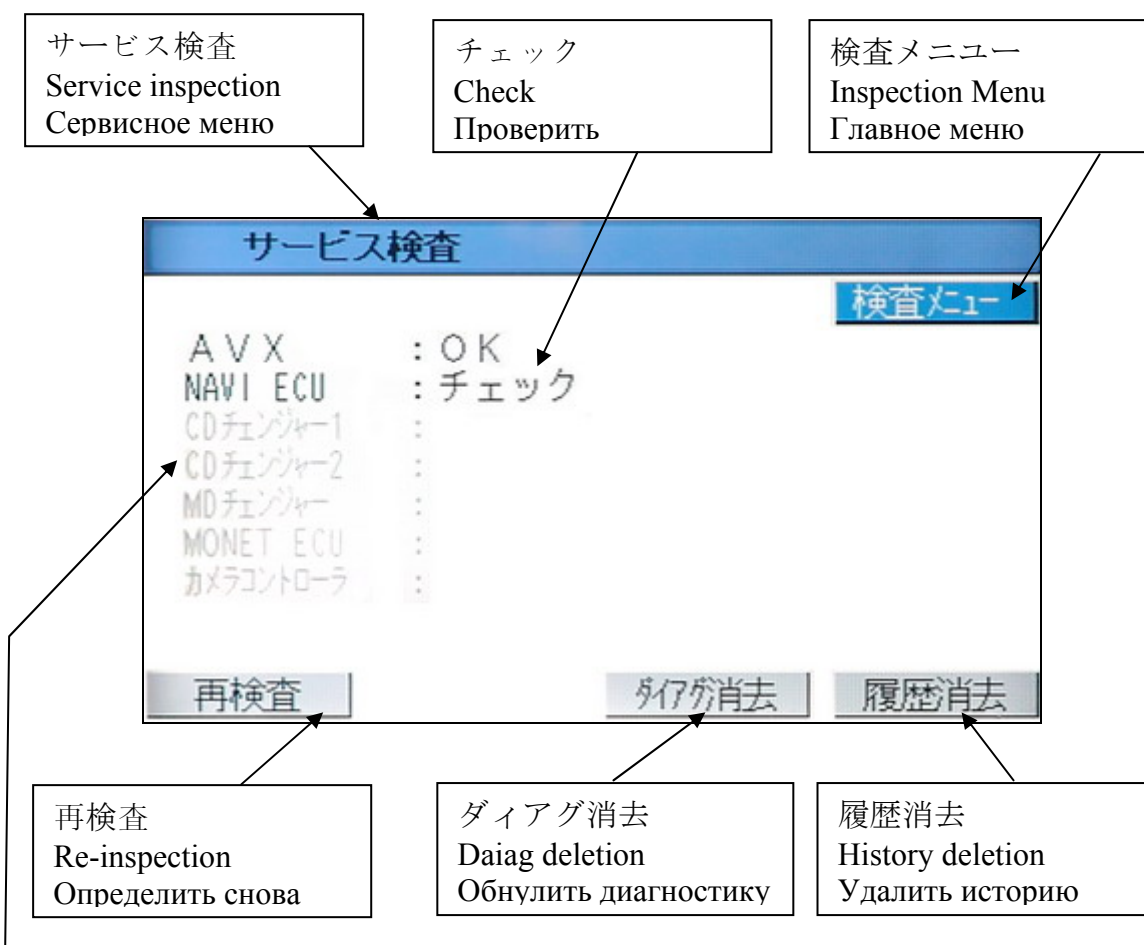 サービス検査
Service inspection
Сервисное меню
チェック
Check
Проверить
検査メニユー
Inspection Menu
Главное меню
サービス検査
検査メニュー
AVX : OK
NAVI ECU : チェック
CDチェンジャー1 :
CDチェンジャー2 :
MDチェンジャー :
MONET ECU :
カメラコントローラ :
再検査
ダイアグ消去
履歴消去
再検査
Re-inspection
Определить снова
ダィアグ消去
Daiag deletion
Обнулить диагностику
履歴消去
History deletion
Удалить историю